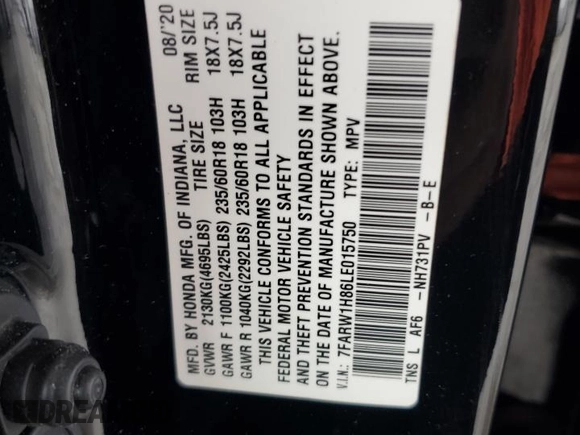 MFD. BY HONDA MFG. OF INDIANA, LLC 08/'20
GVWR 2130KG(4695LBS) TIRE SIZE RIM SIZE
GAWR F 1100KG(2425LBS) 235/60R18 103H 18X7.5J
GAWR R 1040KG(2292LBS) 235/60R18 103H 18X7.5J
THIS VEHICLE CONFORMS TO ALL APPLICABLE
FEDERAL MOTOR VEHICLE SAFETY
AND THEFT PREVENTION STANDARDS IN EFFECT
ON THE DATE OF MANUFACTURE SHOWN ABOVE.
V.I.N.: 7FARW1H86LE015750 TYPE: MPV
TNS L AF6 -NH731PV -B-E